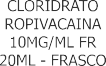 CLORIDRATO
ROPIVACAINA
10MG/ML FR
20ML - FRASCO